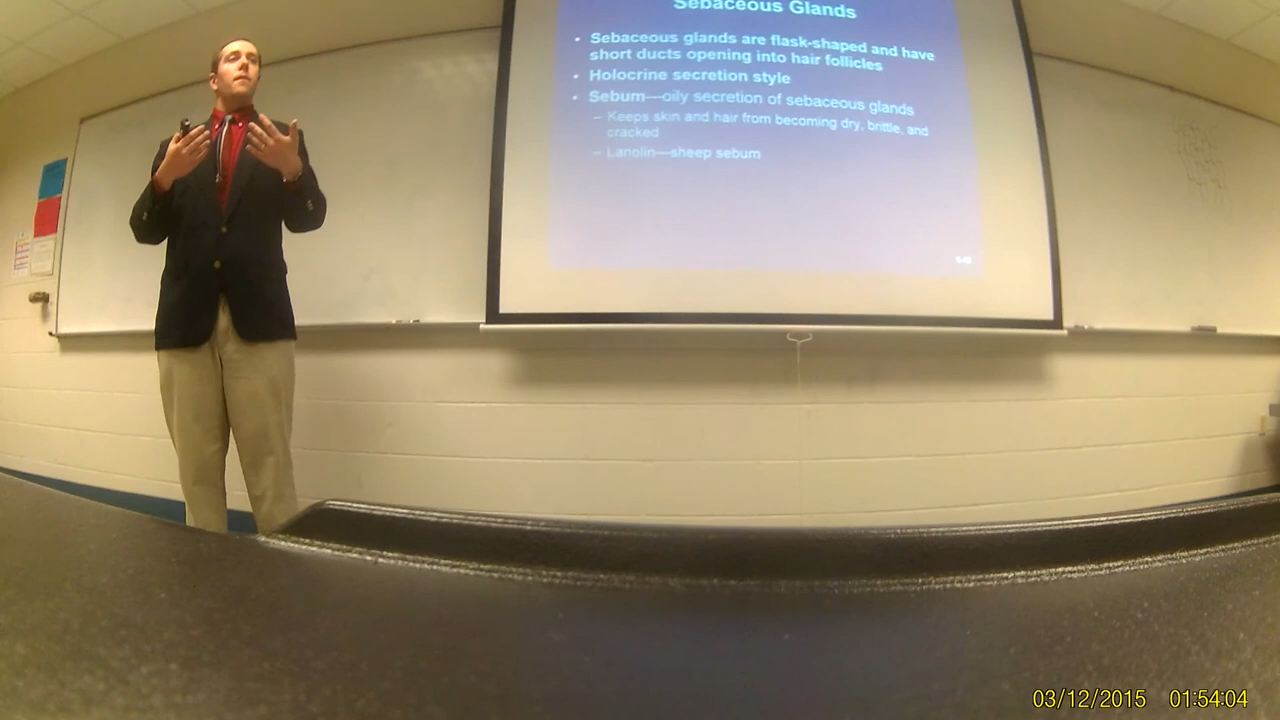 Sebaceous Glands
• Sebaceous glands are flask-shaped and have
short ducts opening into hair follicles
• Holocrine secretion style
• Sebum—oily secretion of sebaceous glands
– Keeps skin and hair from becoming dry, brittle, and
cracked
– Lanolin—sheep sebum
03/12/2015 01:54:04